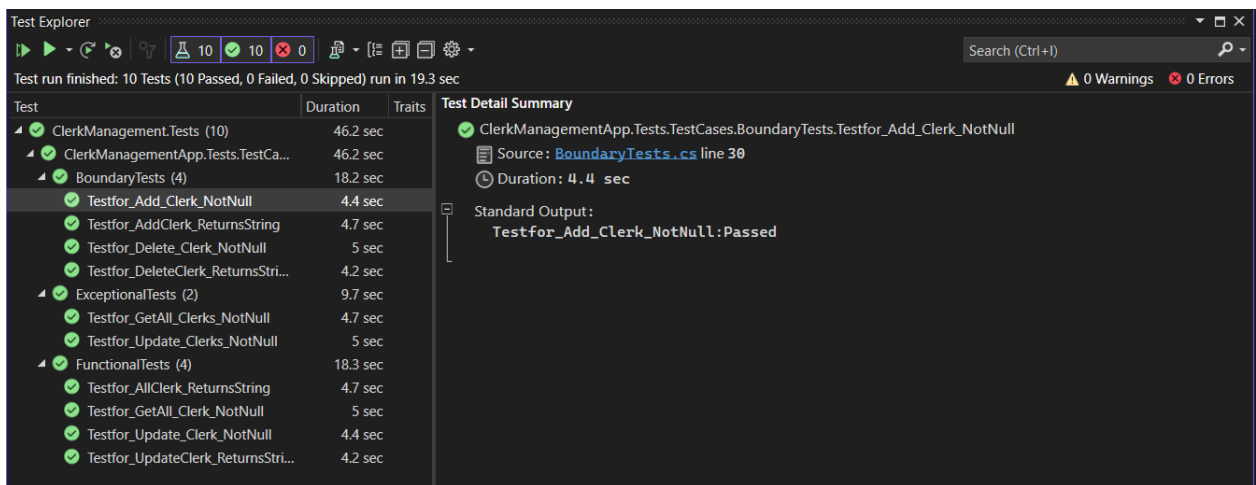 Test Explorer
10 10 0 Search (Ctrl+I)
Test run finished: 10 Tests (10 Passed, 0 Failed, 0 Skipped) run in 19.3 sec 0 Warnings 0 Errors
Test Duration Traits
ClerkManagement.Tests (10) 46.2 sec
ClerkManagementApp.Tests.TestCa... 46.2 sec
BoundaryTests (4) 18.2 sec
Testfor_Add_Clerk_NotNull 4.4 sec
Testfor_AddClerk_ReturnsString 4.7 sec
Testfor_Delete_Clerk_NotNull 5 sec
Testfor_DeleteClerk_ReturnsStri... 4.2 sec
ExceptionalTests (2) 9.7 sec
Testfor_GetAll_Clerks_NotNull 4.7 sec
Testfor_Update_Clerks_NotNull 5 sec
FunctionalTests (4) 18.3 sec
Testfor_AllClerk_ReturnsString 4.7 sec
Testfor_GetAll_Clerk_NotNull 5 sec
Testfor_Update_Clerk_NotNull 4.4 sec
Testfor_UpdateClerk_ReturnsStri... 4.2 sec
Test Detail Summary
ClerkManagementApp.Tests.TestCases.BoundaryTests.Testfor_Add_Clerk_NotNull
Source: BoundaryTests.cs line 30
Duration: 4.4 sec
Standard Output:
Testfor_Add_Clerk_NotNull:Passed